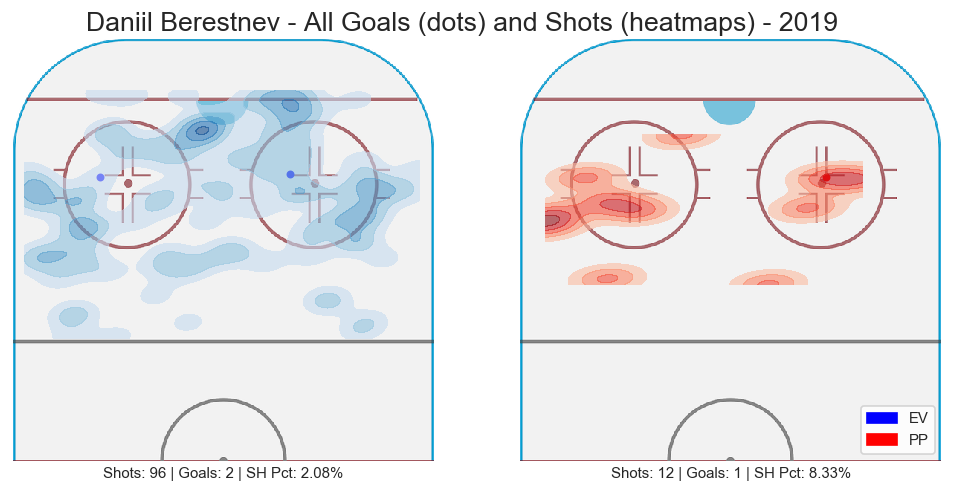 Daniil Berestnev - All Goals (dots) and Shots (heatmaps) - 2019
EV
PP
Shots: 96 | Goals: 2 | SH Pct: 2.08%
Shots: 12 | Goals: 1 | SH Pct: 8.33%